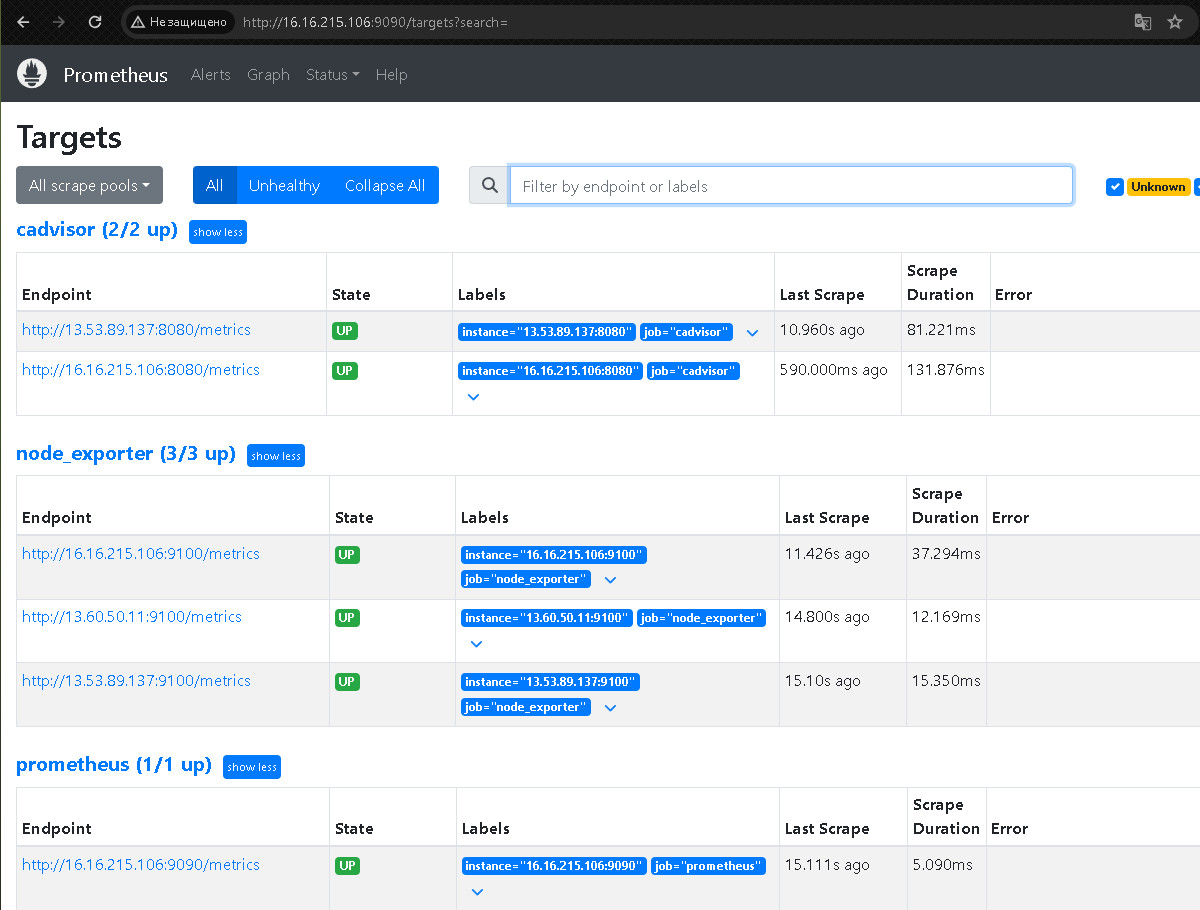 Не защищено http://16.16.215.106:9090/targets?search=
Prometheus Alerts Graph Status Help
Targets
All scrape pools All Unhealthy Collapse All Filter by endpoint or labels Unknown
cadvisor (2/2 up) show less
Endpoint State Labels Last Scrape Scrape Duration Error
http://13.53.89.137:8080/metrics UP instance="13.53.89.137:8080" job="cadvisor" 10.960s ago 81.221ms
http://16.16.215.106:8080/metrics UP instance="16.16.215.106:8080" job="cadvisor" 590.000ms ago 131.876ms
node_exporter (3/3 up) show less
Endpoint State Labels Last Scrape Scrape Duration Error
http://16.16.215.106:9100/metrics UP instance="16.16.215.106:9100" job="node_exporter" 11.426s ago 37.294ms
http://13.60.50.11:9100/metrics UP instance="13.60.50.11:9100" job="node_exporter" 14.800s ago 12.169ms
http://13.53.89.137:9100/metrics UP instance="13.53.89.137:9100" job="node_exporter" 15.10s ago 15.350ms
prometheus (1/1 up) show less
Endpoint State Labels Last Scrape Scrape Duration Error
http://16.16.215.106:9090/metrics UP instance="16.16.215.106:9090" job="prometheus" 15.111s ago 5.090ms